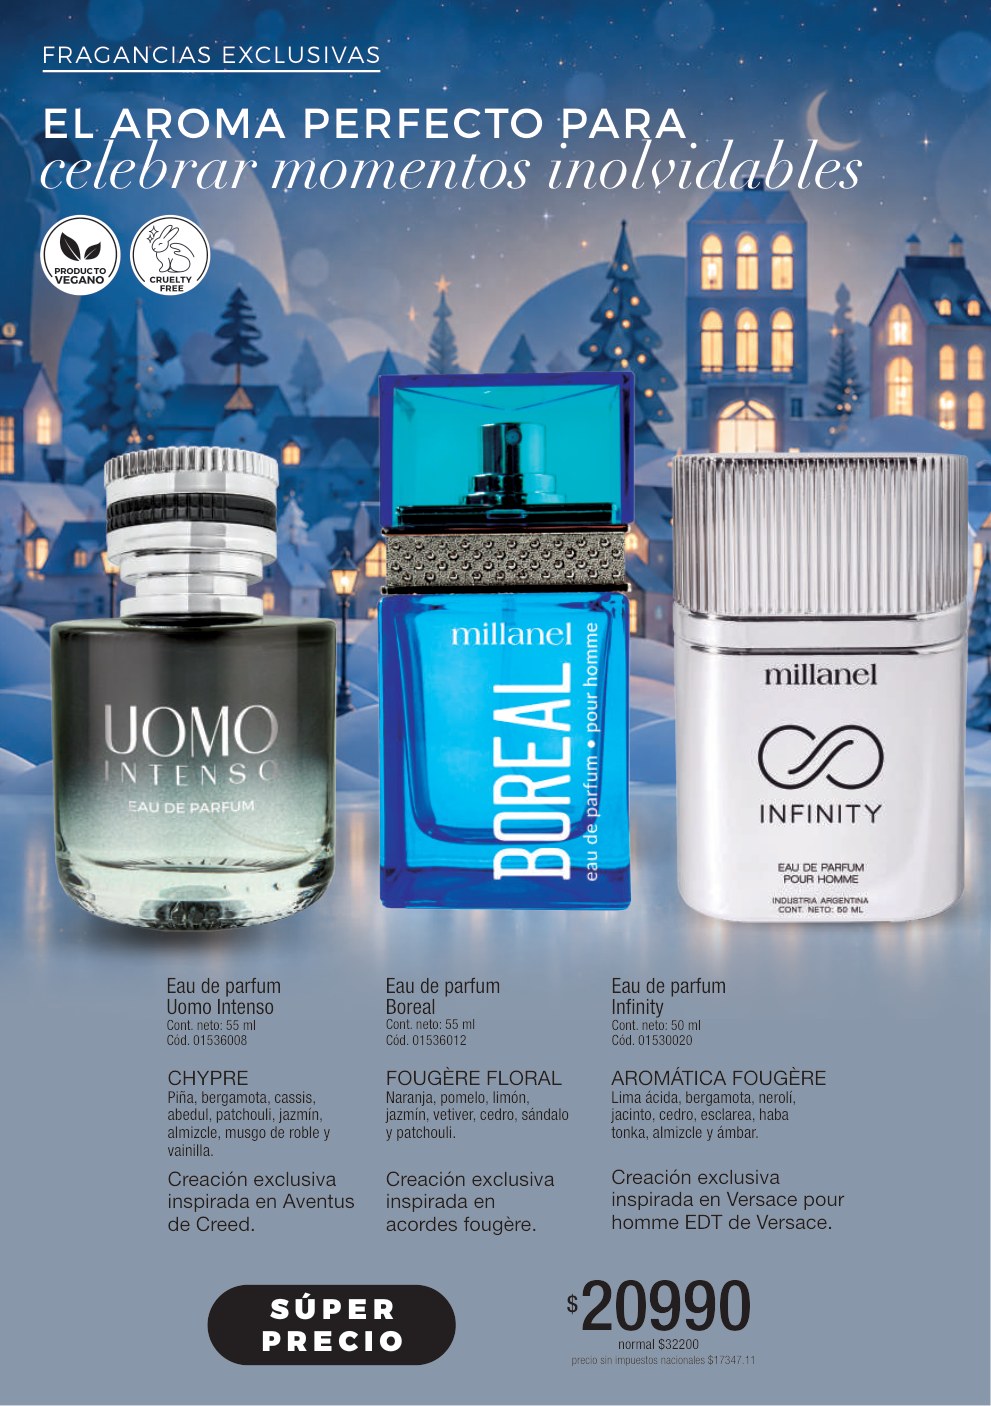 FRAGANCIAS EXCLUSIVAS
EL AROMA PERFECTO PARA
celebrar momentos inolvidables
PRODUCTO
VEGANO
CRUELTY
FREE
UOMO
INTENSO
EAU DE PARFUM
millanel
BOREAL
eau de parfum • pour homme
millanel
INFINITY
EAU DE PARFUM
POUR HOMME
INDUSTRIA ARGENTINA
CONT. NETO: 50 ML
Eau de parfum
Uomo Intenso
Cont. neto: 55 ml
Cód. 01536008
CHYPRE
Piña, bergamota, cassis,
abedul, patchouli, jazmín,
almizcle, musgo de roble y
vainilla.
Creación exclusiva
inspirada en Aventus
de Creed.
Eau de parfum
Boreal
Cont. neto: 55 ml
Cód. 01536012
FOUGÈRE FLORAL
Naranja, pomelo, limón,
jazmín, vetiver, cedro, sándalo
y patchouli.
Creación exclusiva
inspirada en
acordes fougère.
Eau de parfum
Infinity
Cont. neto: 50 ml
Cód. 01530020
AROMÁTICA FOUGÈRE
Lima ácida, bergamota, nerolí,
jacinto, cedro, esclarea, haba
tonka, almizcle y ámbar.
Creación exclusiva
inspirada en Versace pour
homme EDT de Versace.
SÚPER
PRECIO
$20990
normal $32200
precio sin impuestos nacionales $17347.11